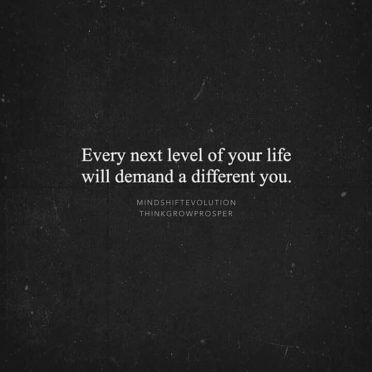 Every next level of your life
will demand a different you.
MINDSHIFTEVOLUTION
THINKGROWPROSPER